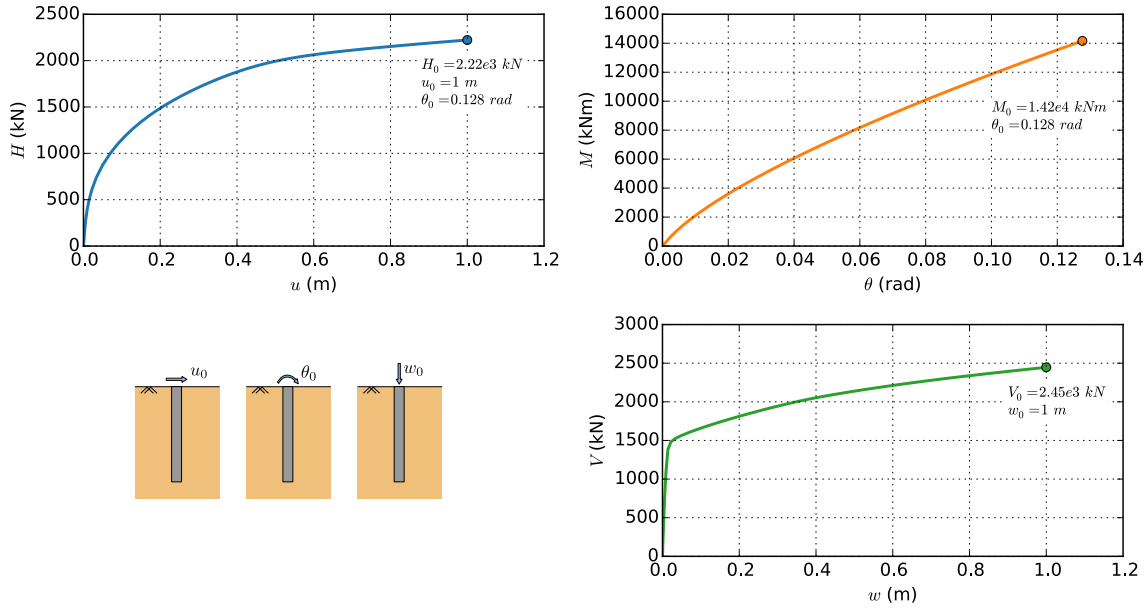 2500
2000
1500
1000
500
0
H (kN)
H₀ =2.22e3 kN
u₀ =1 m
θ₀ =0.128 rad
0.0 0.2 0.4 0.6 0.8 1.0 1.2
u (m)
16000
14000
12000
10000
8000
6000
4000
2000
0
M (kNm)
M₀ =1.42e4 kNm
θ₀ =0.128 rad
0.00 0.02 0.04 0.06 0.08 0.10 0.12 0.14
θ (rad)
u₀
θ₀
w₀
3000
2500
2000
1500
1000
500
0
V (kN)
V₀ =2.45e3 kN
w₀ =1 m
0.0 0.2 0.4 0.6 0.8 1.0 1.2
w (m)